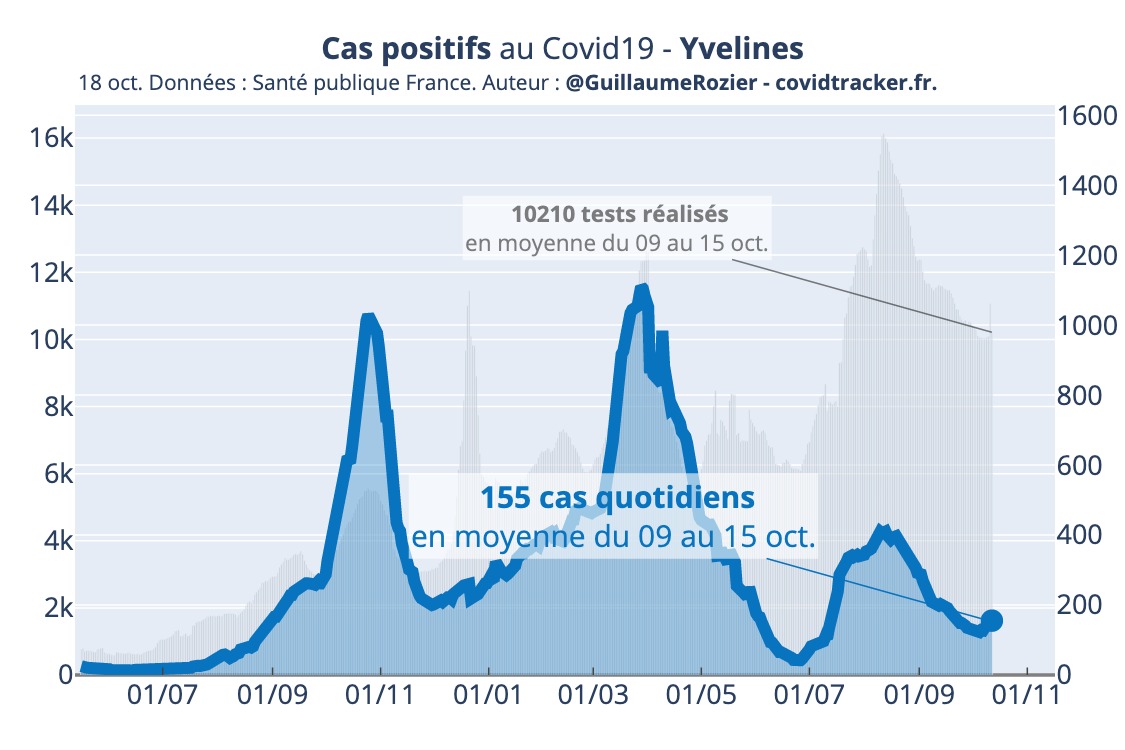 Cas positifs au Covid19 - Yvelines
18 oct. Données : Santé publique France. Auteur : @GuillaumeRozier - covidtracker.fr.
16k
14k
12k
10k
8k
6k
4k
2k
0
1600
1400
1200
1000
800
600
400
200
0
10210 tests réalisés
en moyenne du 09 au 15 oct.
155 cas quotidiens
en moyenne du 09 au 15 oct.
01/07 01/09 01/11 01/01 01/03 01/05 01/07 01/09 01/11